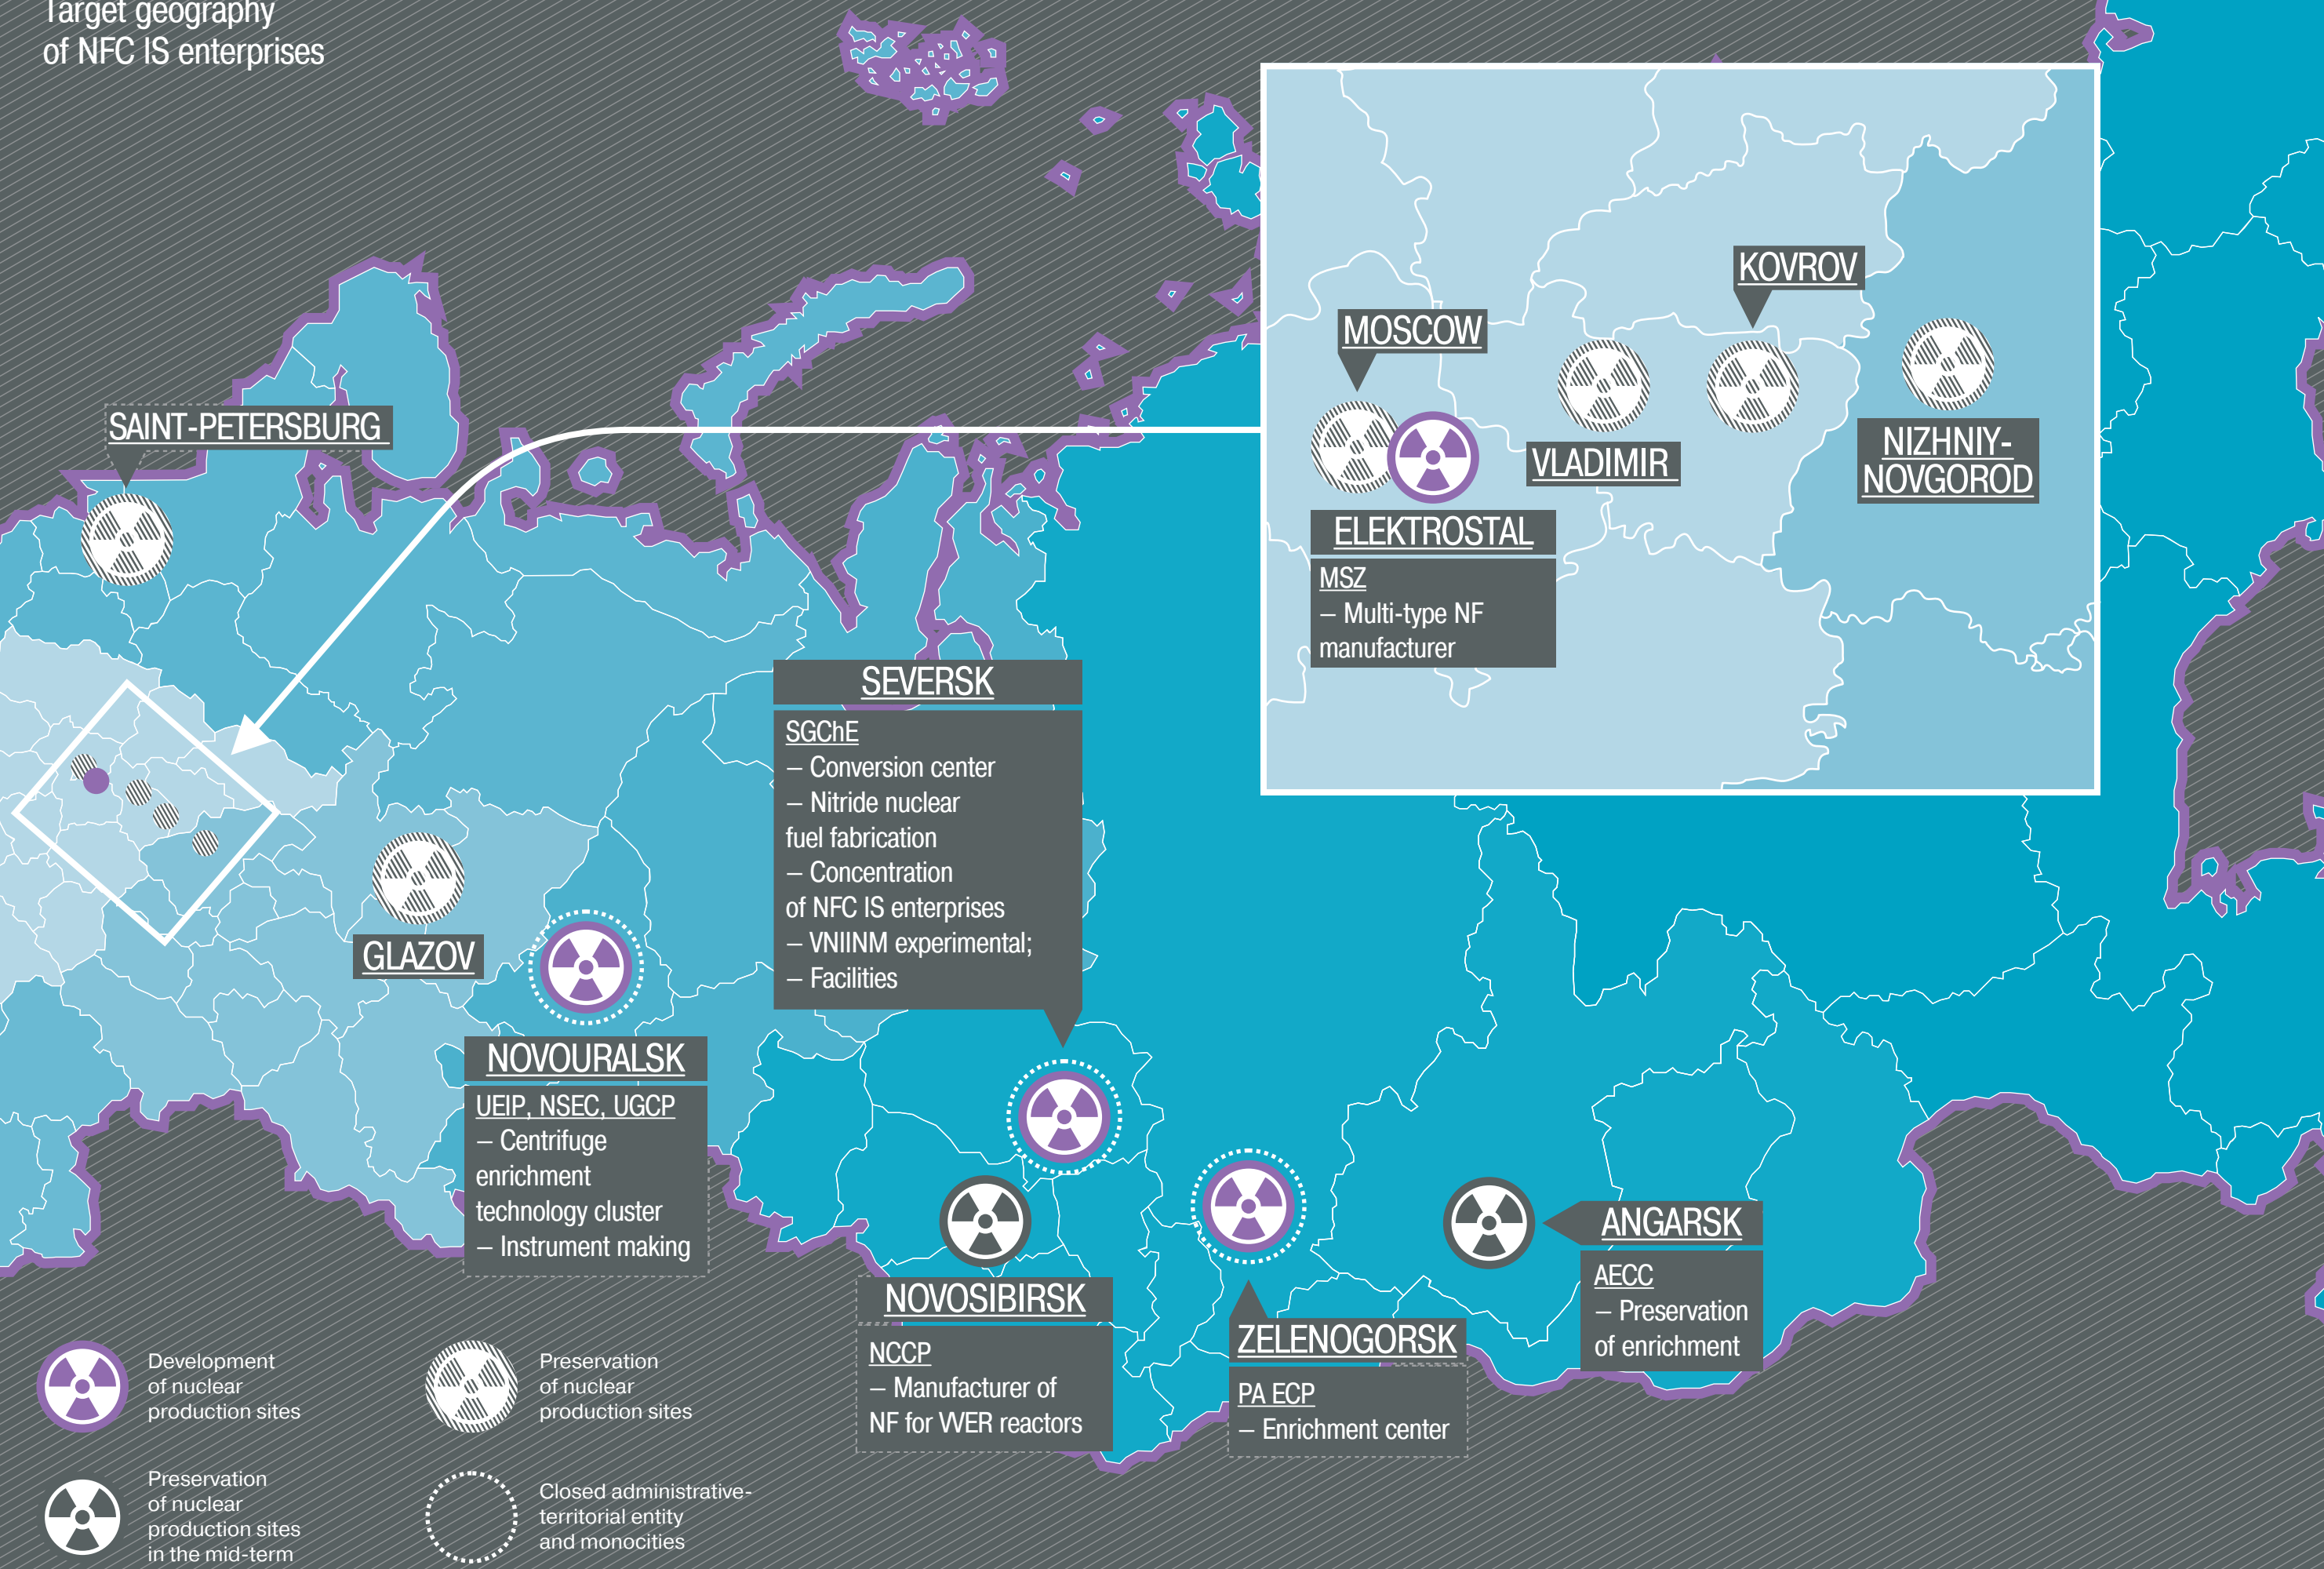 Target geography
of NFC IS enterprises
SAINT-PETERSBURG
MOSCOW
KOVROV
VLADIMIR
NIZHNIY-
NOVGOROD
ELEKTROSTAL
MSZ
– Multi-type NF
manufacturer
SEVERSK
SGChE
– Conversion center
– Nitride nuclear
fuel fabrication
– Concentration
of NFC IS enterprises
– VNIINM experimental;
– Facilities
GLAZOV
NOVOURALSK
UEIP, NSEC, UGCP
– Centrifuge
enrichment
technology cluster
– Instrument making
NOVOSIBIRSK
NCCP
– Manufacturer of
NF for VVER reactors
ZELENOGORSK
PA ECP
– Enrichment center
ANGARSK
AECC
– Preservation
of enrichment
Development
of nuclear
production sites
Preservation
of nuclear
production sites
Preservation
of nuclear
production sites
in the mid-term
Closed administrative-
territorial entity
and monocities